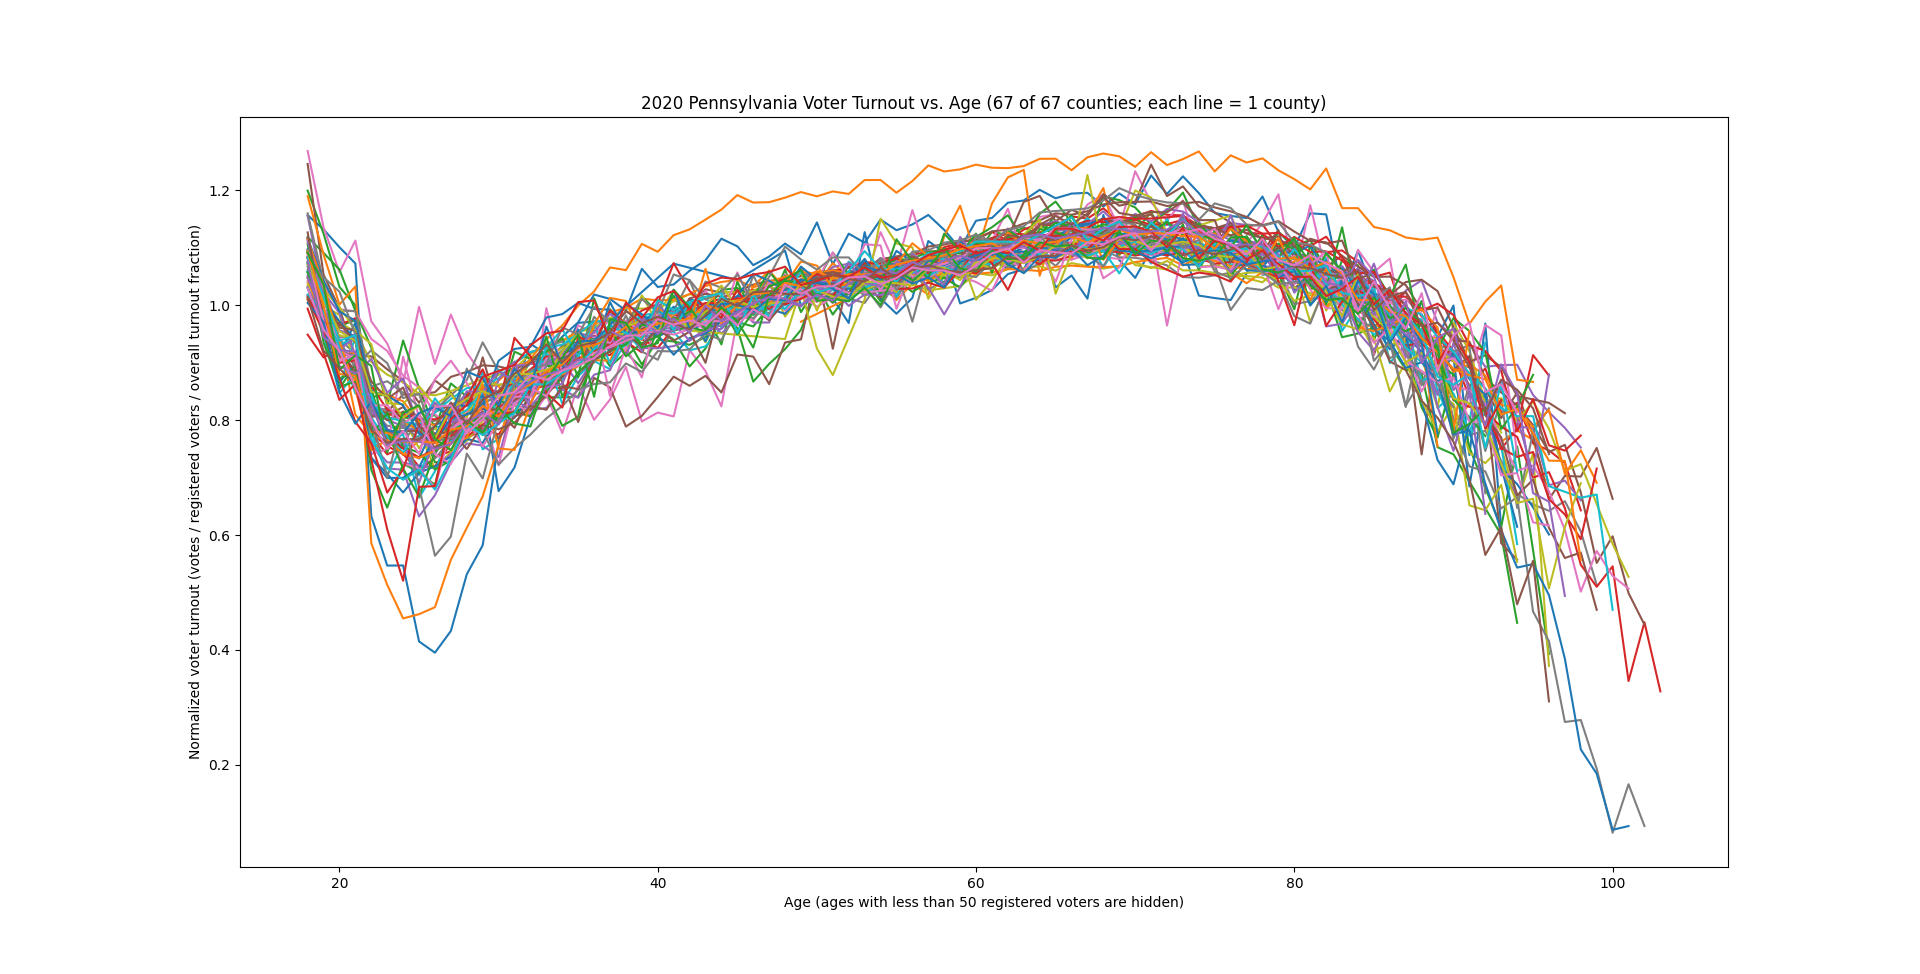 2020 Pennsylvania Voter Turnout vs. Age (67 of 67 counties; each line = 1 county)
Normalized voter turnout (votes / registered voters / overall turnout fraction)
1.2
1.0
0.8
0.6
0.4
0.2
20 40 60 80 100
Age (ages with less than 50 registered voters are hidden)